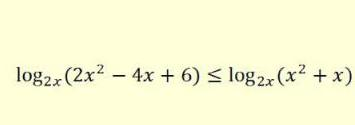 log₂ₓ(2x² − 4x + 6) ≤ log₂ₓ(x² + x)